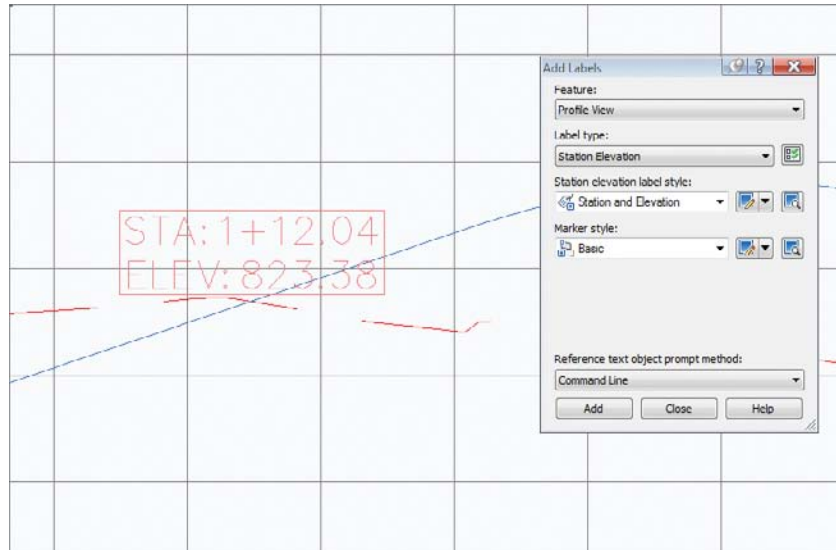 STA: 1+12.04
ELEV: 823.38
Add Labels
Feature:
Profile View
Label type:
Station Elevation
Station elevation label style:
Station and Elevation
Marker style:
Basic
Reference text object prompt method:
Command Line
Add
Close
Help